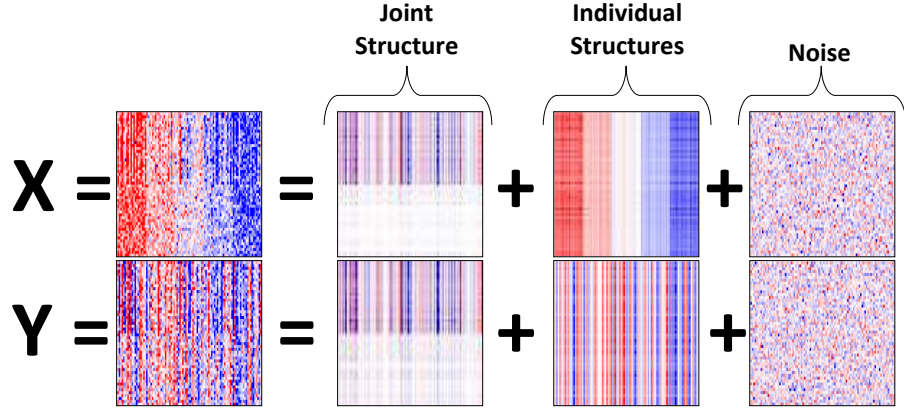 Joint
Structure
Individual
Structures
Noise
X = = + +
Y = = + +